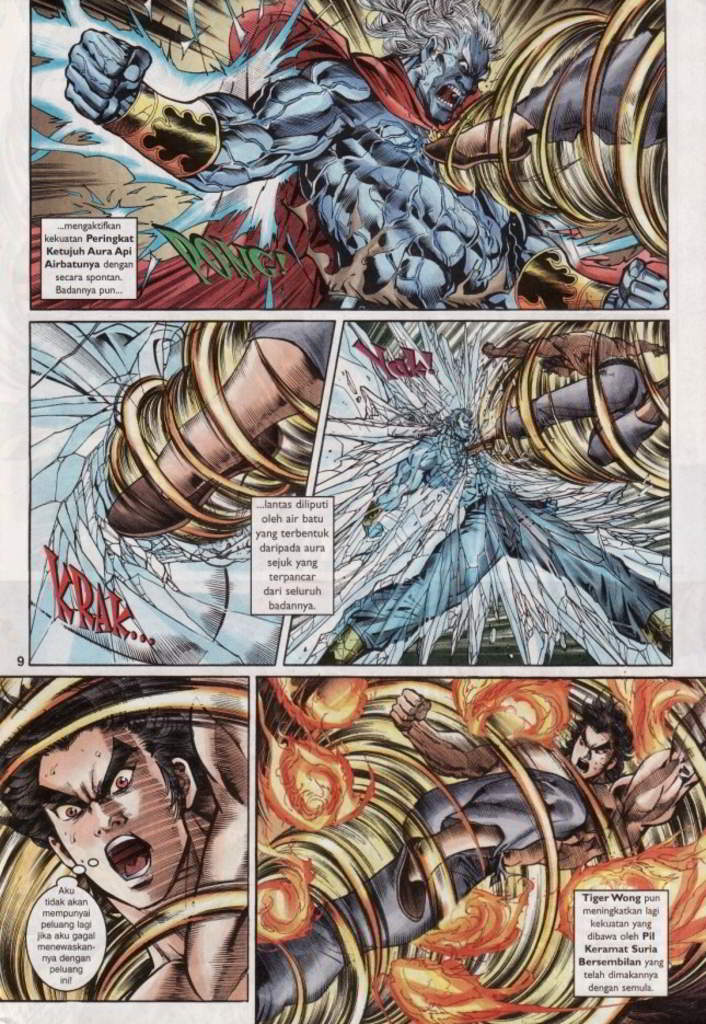 ...mengaktifkan
kekuatan Peringkat
Ketujuh Aura Api
Airbatunya dengan
secara spontan.
Badannya pun...
PONG!
KRAK...
...lantas diliputi
oleh air batu
yang terbentuk
daripada aura
sejuk yang
terpancar
dari seluruh
badannya.
YAK!
9
Aku
tidak akan
mempunyai
peluang lagi
jika aku gagal
menewaskan-
nya dengan
peluang
ini!
Tiger Wong pun
meningkatkan lagi
kekuatan yang
dibawa oleh Pil
Keramat Suria
Bersembilan yang
telah dimakannya
dengan semula.